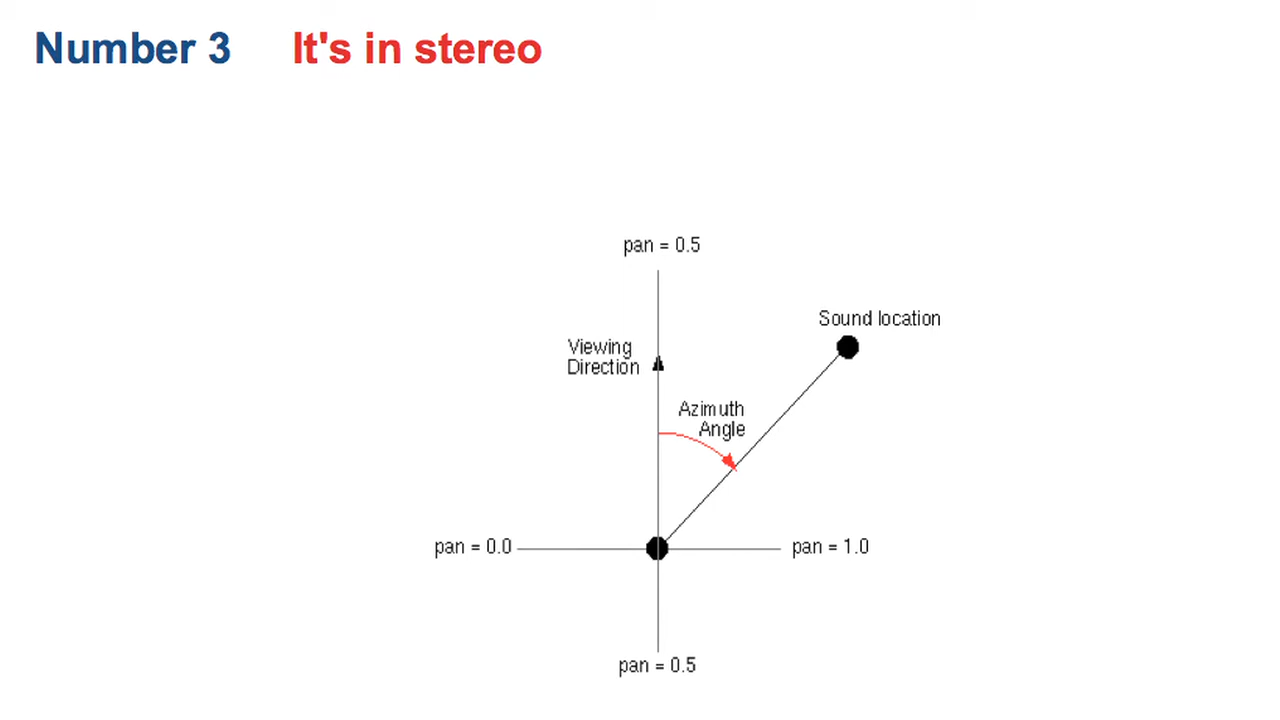 Number 3 It's in stereo
pan = 0.5
Sound location
Viewing
Direction
Azimuth
Angle
pan = 0.0
pan = 1.0
pan = 0.5